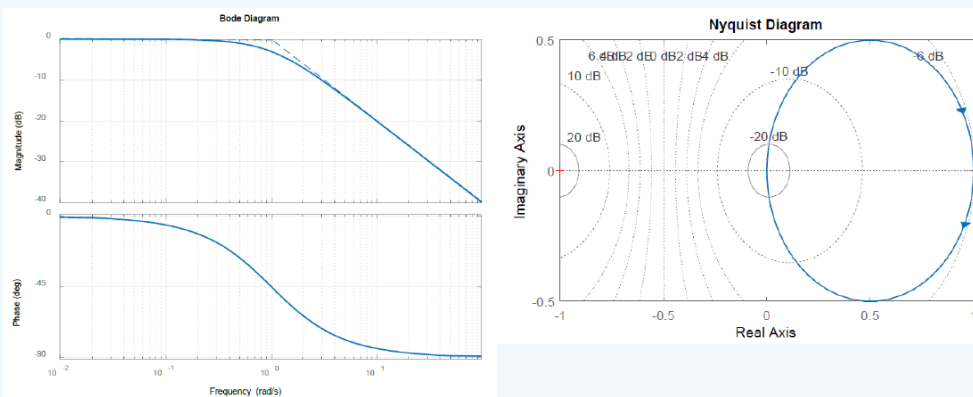 Bode Diagram
0
-10
-20
-30
-40
Magnitude (dB)
0
-45
-90
Phase (deg)
10^-2
10^-1
10^0
10^1
Frequency (rad/s)
Nyquist Diagram
0.5
0
-0.5
Imaginary Axis
10 dB
20 dB
-10 dB
-20 dB
-6 dB
-1
-0.5
0
0.5
1
Real Axis